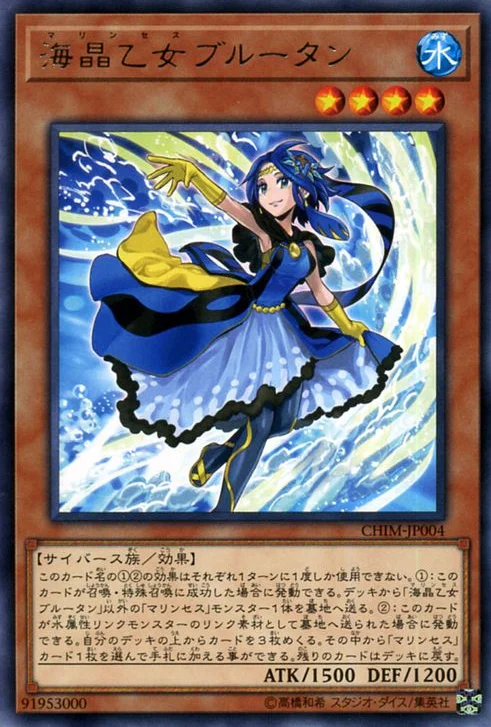 マリンセス
海晶乙女ブルータン
みず
水
CHIM-JP004
【サイバース族／効果】
このカード名の①②の効果はそれぞれ1ターンに1度しか使用できない。①：この
カードが召喚・特殊召喚に成功した場合に発動できる。デッキから「海晶乙
女ブルータン」以外の「マリンセス」モンスター1体を墓地へ送る。②：このカード
が水属性リンクモンスターのリンク素材として墓地へ送られた場合に発動
できる。自分のデッキの上からカードを3枚めくる。その中から「マリンセス」
カード1枚を選んで手札に加える事ができる。残りのカードはデッキに戻す。
ATK/1500 DEF/1200
91953000 ©高橋和希 スタジオ・ダイス/集英社